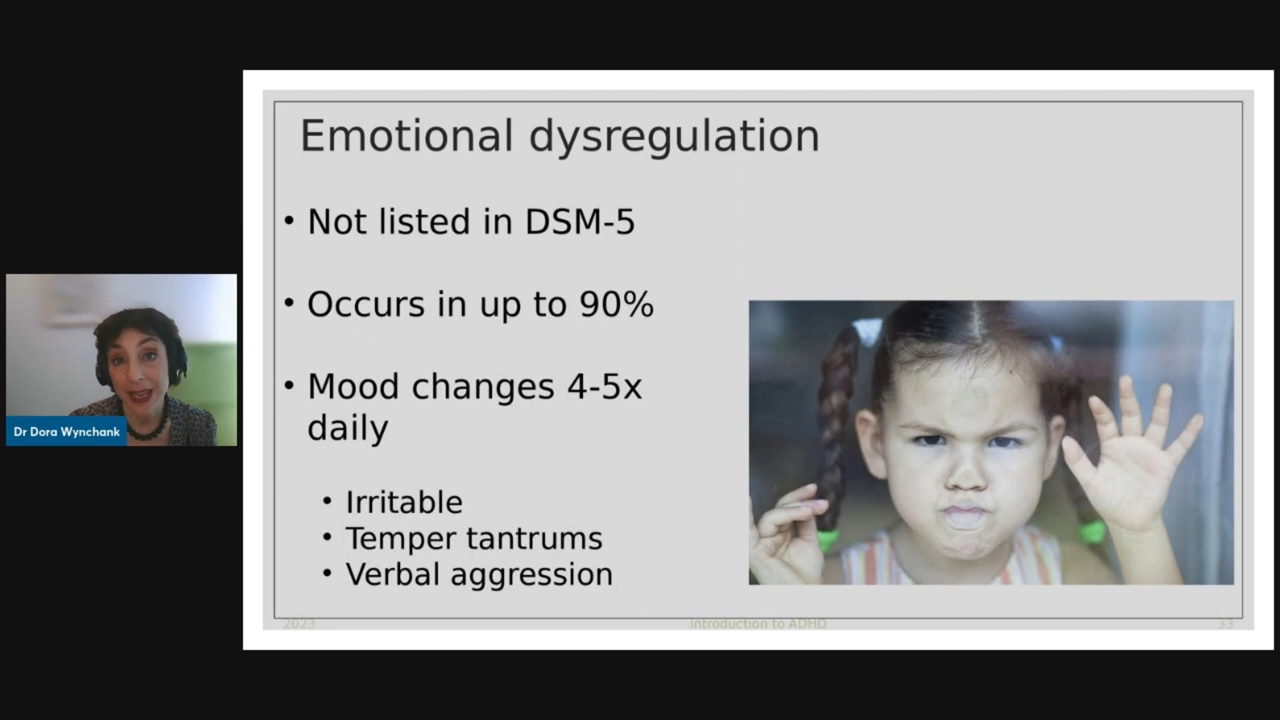 Emotional dysregulation
• Not listed in DSM-5
• Occurs in up to 90%
• Mood changes 4-5x
daily
• Irritable
• Temper tantrums
• Verbal aggression
2023
Introduction to ADHD
33
Dr Dora Wynchank